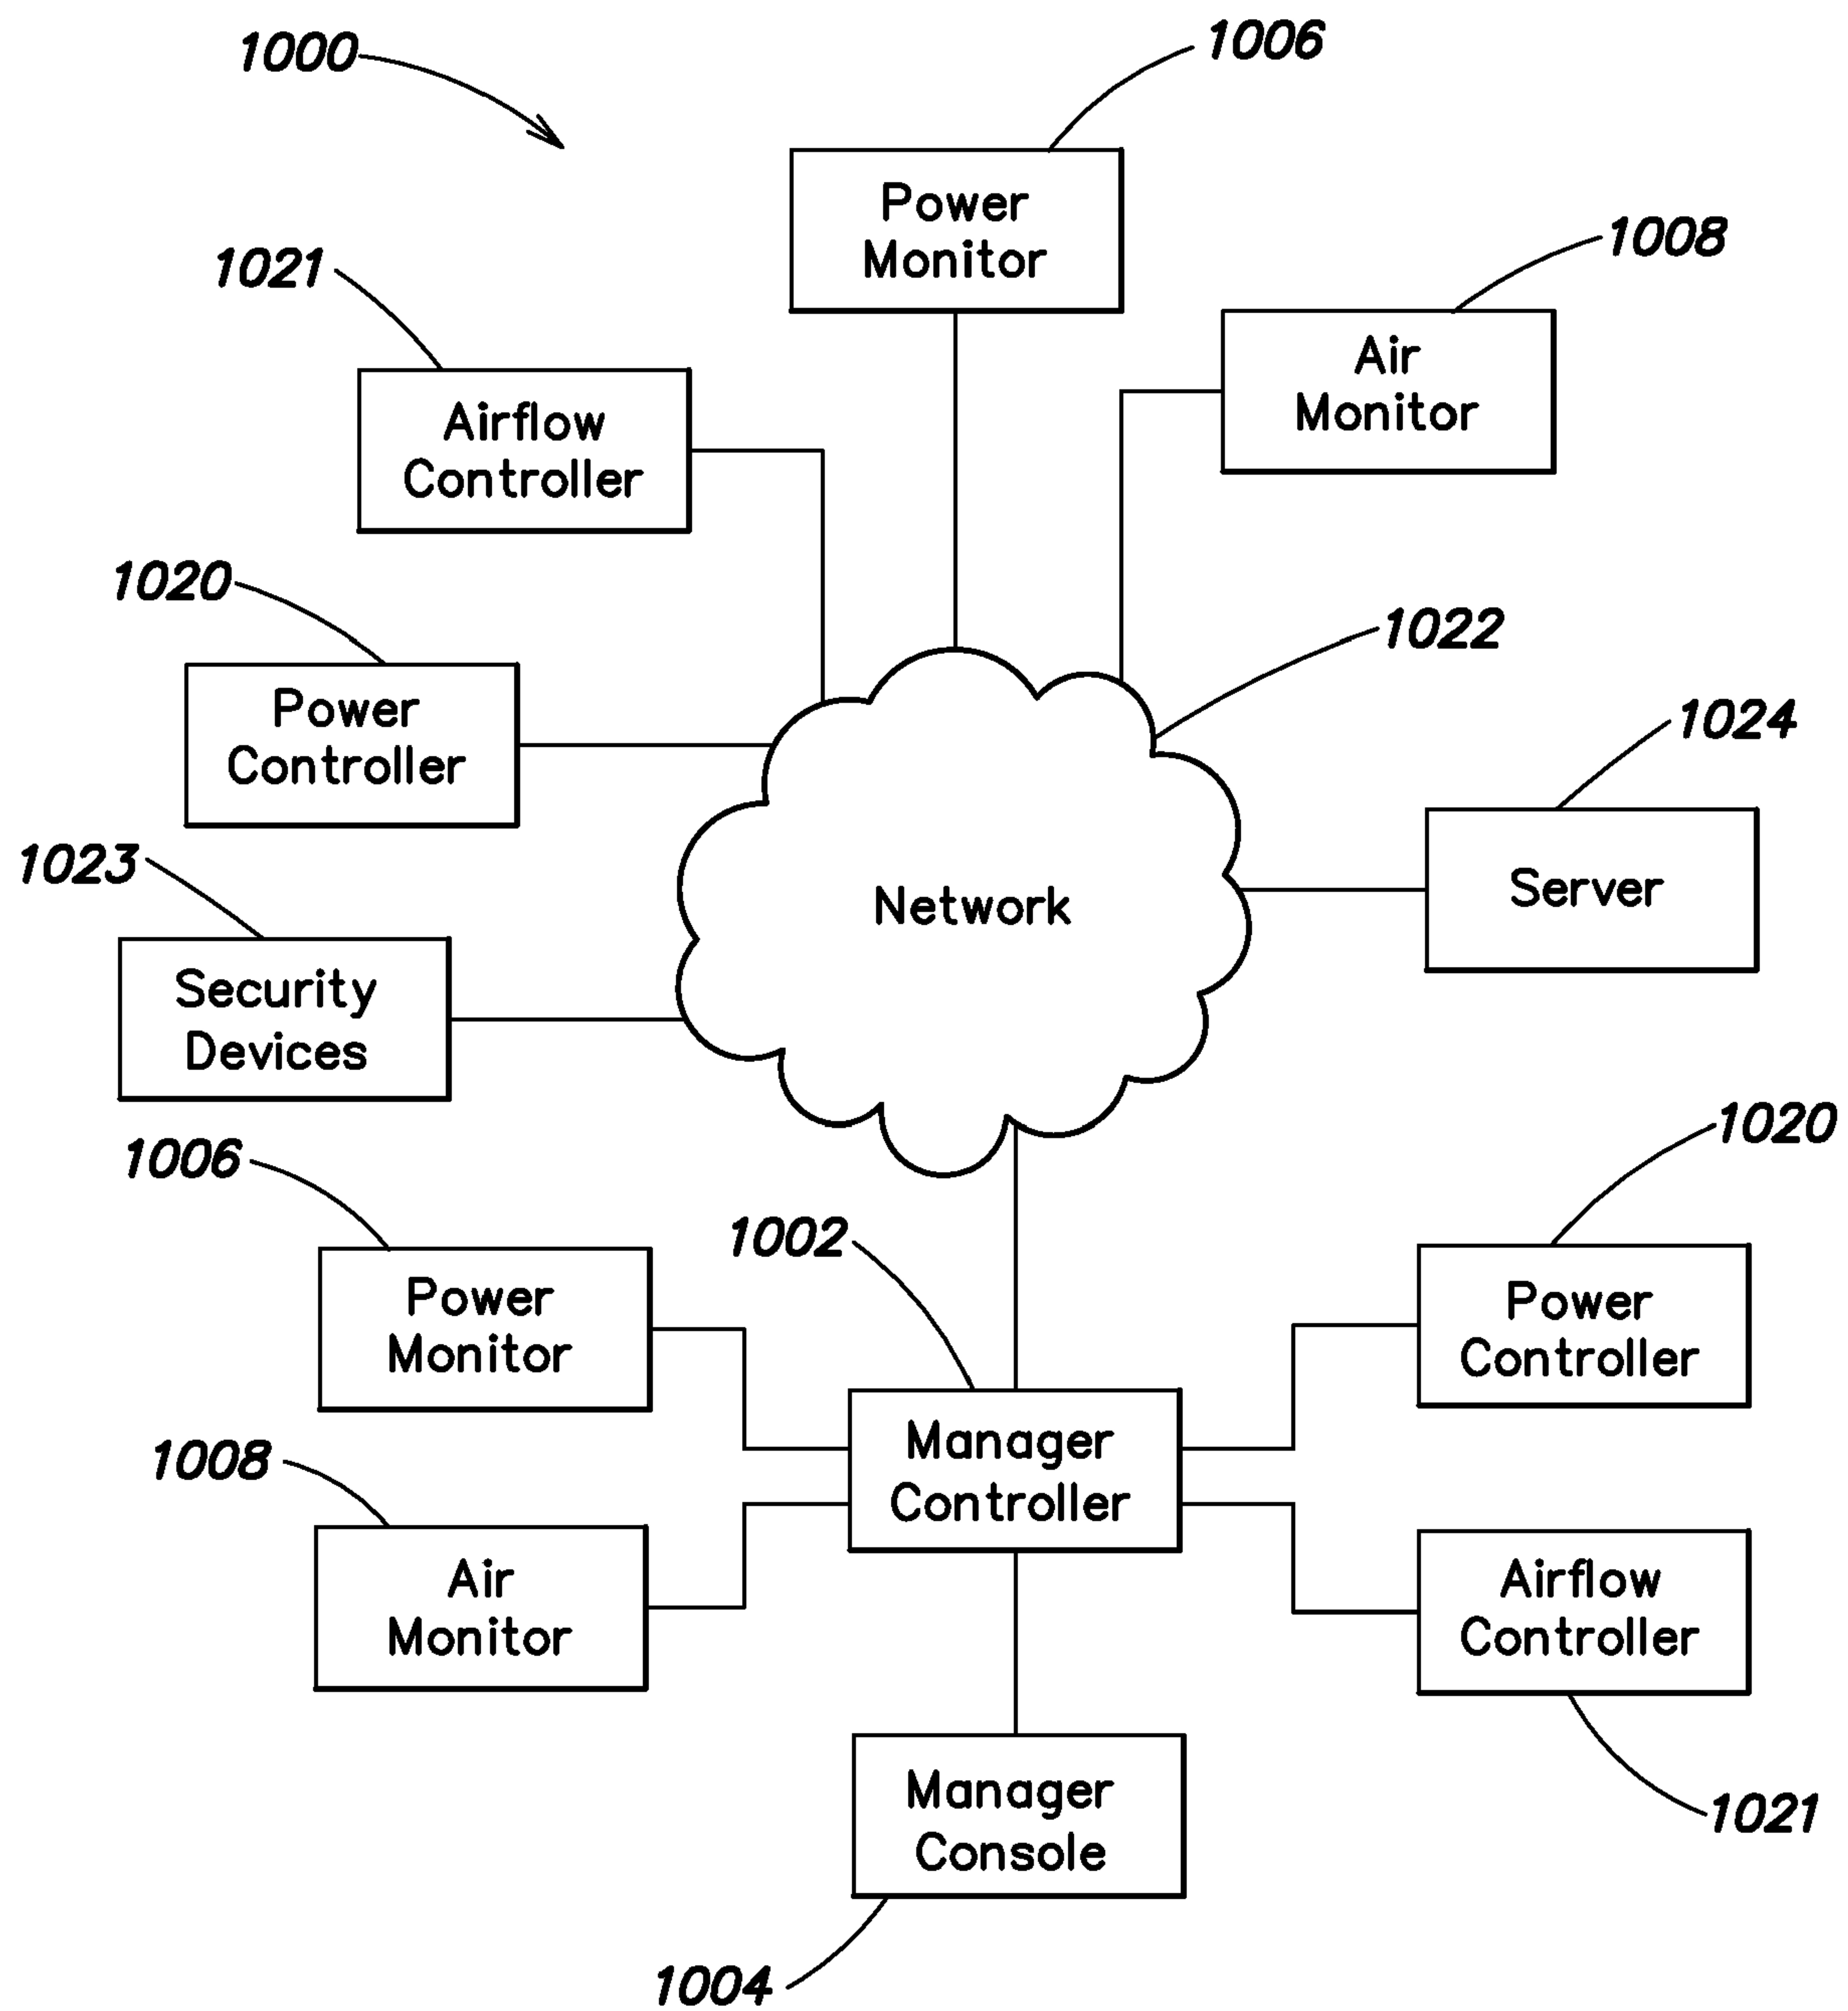 1000
1006
Power
Monitor
1008
Air
Monitor
1021
Airflow
Controller
1020
Power
Controller
1022
1024
Server
1023
Security
Devices
Network
1006
Power
Monitor
1002
Manager
Controller
1020
Power
Controller
1008
Air
Monitor
Airflow
Controller
1021
Manager
Console
1004